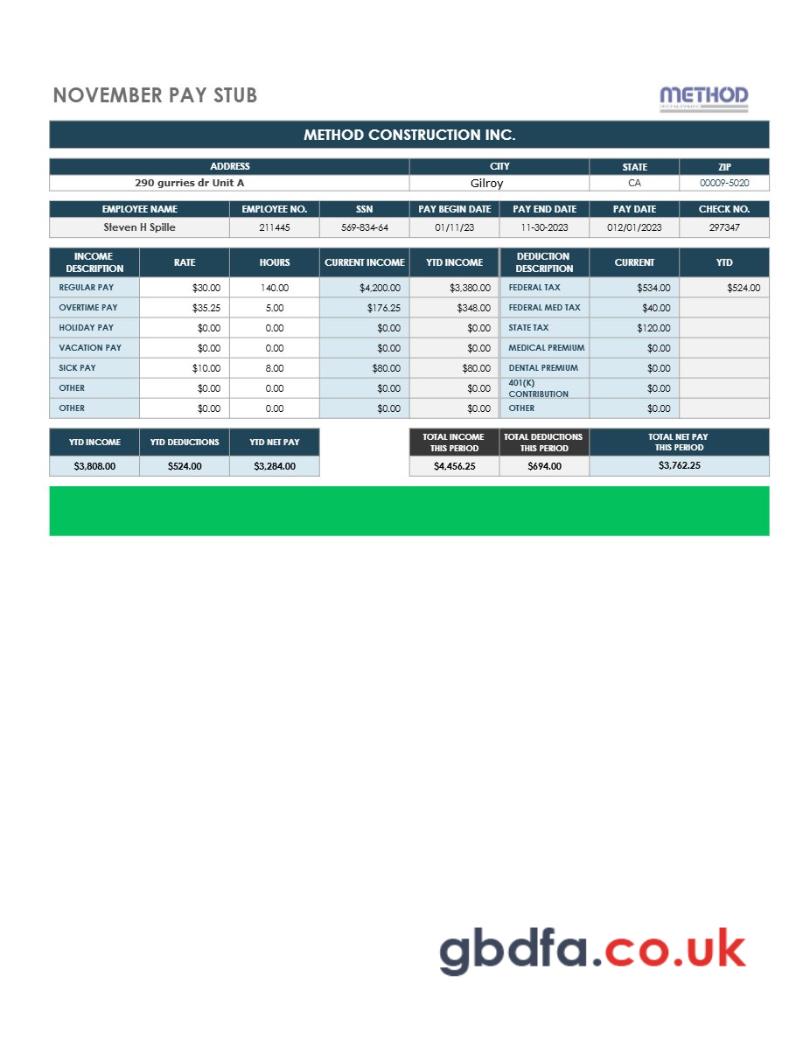 NOVEMBER PAY STUB
METHOD
METHOD CONSTRUCTION INC.
ADDRESS CITY STATE ZIP
290 gurries dr Unit A Gilroy CA 00009-5020
EMPLOYEE NAME EMPLOYEE NO. SSN PAY BEGIN DATE PAY END DATE PAY DATE CHECK NO.
Steven H Spille 211445 569-834-64 01/11/23 11-30-2023 012/01/2023 297347
INCOME DESCRIPTION RATE HOURS CURRENT INCOME YTD INCOME DEDUCTION DESCRIPTION CURRENT YTD
REGULAR PAY $30.00 140.00 $4,200.00 $3,380.00 FEDERAL TAX $534.00 $524.00
OVERTIME PAY $35.25 5.00 $176.25 $348.00 FEDERAL MED TAX $40.00
HOLIDAY PAY $0.00 0.00 $0.00 $0.00 STATE TAX $120.00
VACATION PAY $0.00 0.00 $0.00 $0.00 MEDICAL PREMIUM $0.00
SICK PAY $10.00 8.00 $80.00 $80.00 DENTAL PREMIUM $0.00
OTHER $0.00 0.00 $0.00 $0.00 401(K) CONTRIBUTION $0.00
OTHER $0.00 0.00 $0.00 $0.00 OTHER $0.00
YTD INCOME YTD DEDUCTIONS YTD NET PAY TOTAL INCOME THIS PERIOD TOTAL DEDUCTIONS THIS PERIOD TOTAL NET PAY THIS PERIOD
$3,808.00 $524.00 $3,284.00 $4,456.25 $694.00 $3,762.25
gbdfa.co.uk